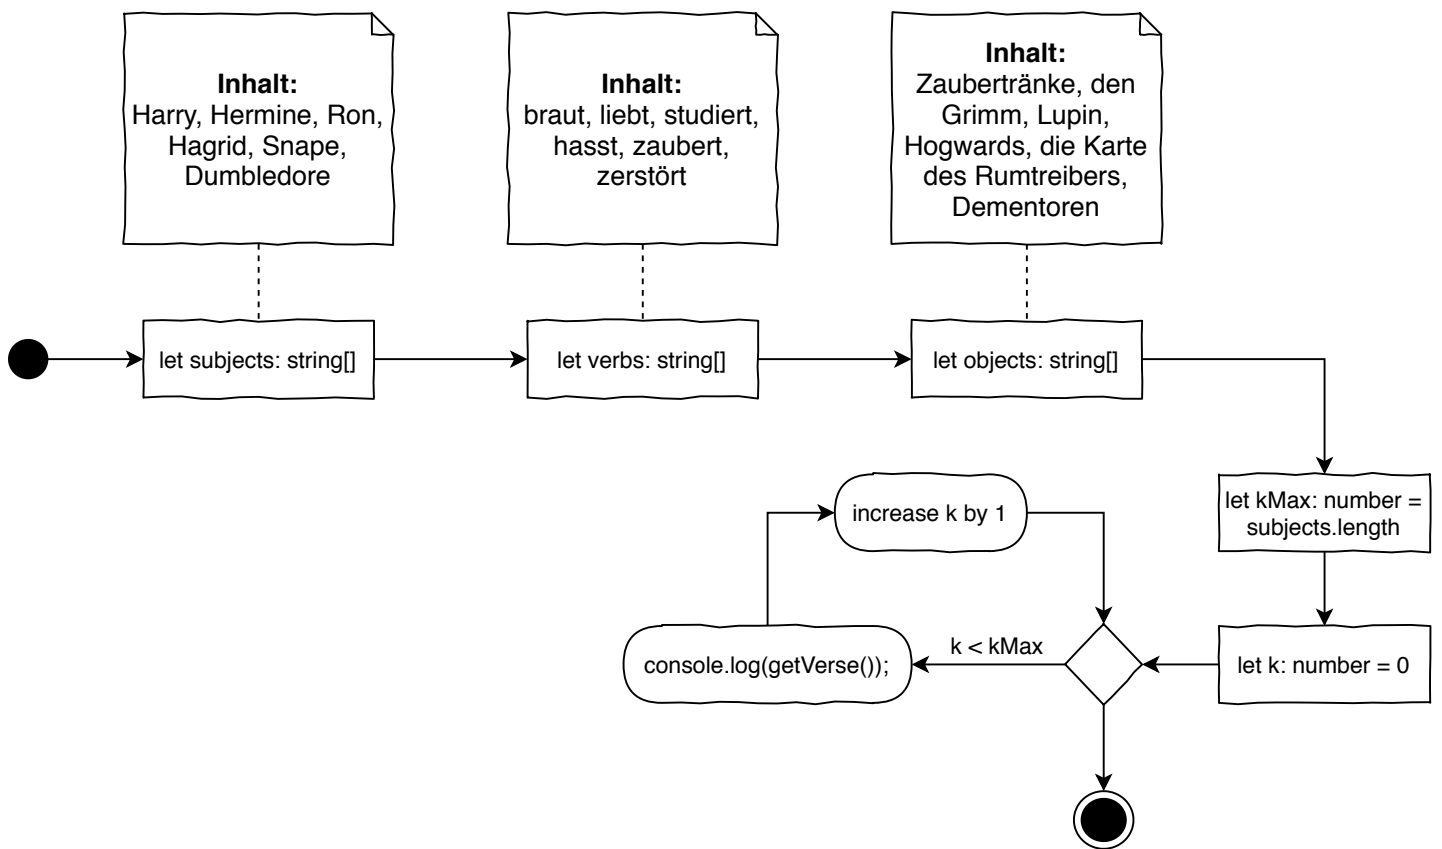 Inhalt:
Harry, Hermine, Ron,
Hagrid, Snape,
Dumbledore
Inhalt:
braut, liebt, studiert,
hasst, zaubert,
zerstört
Inhalt:
Zaubertränke, den
Grimm, Lupin,
Hogwards, die Karte
des Rumtreibers,
Dementoren
let subjects: string[]
let verbs: string[]
let objects: string[]
let kMax: number =
subjects.length
increase k by 1
console.log(getVerse());
k < kMax
let k: number = 0